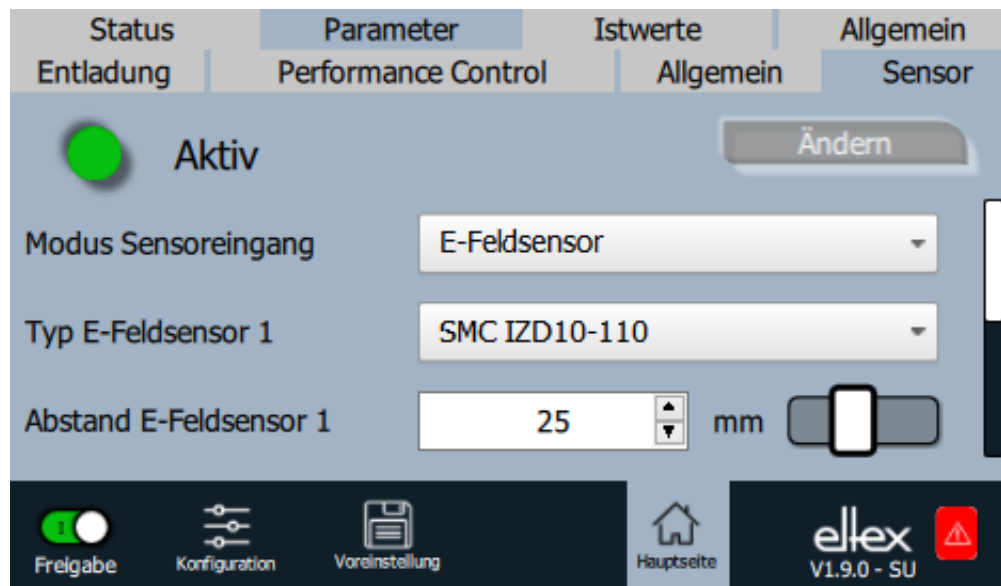 Status Parameter Istwerte Allgemein
Entladung Performance Control Allgemein Sensor
Aktiv Ändern
Modus Sensoreingang E-Feldsensor
Typ E-Feldsensor 1 SMC IZD10-110
Abstand E-Feldsensor 1 25 mm
I
Freigabe Konfiguration Voreinstellung Hauptseite eltex
V1.9.0 - SU